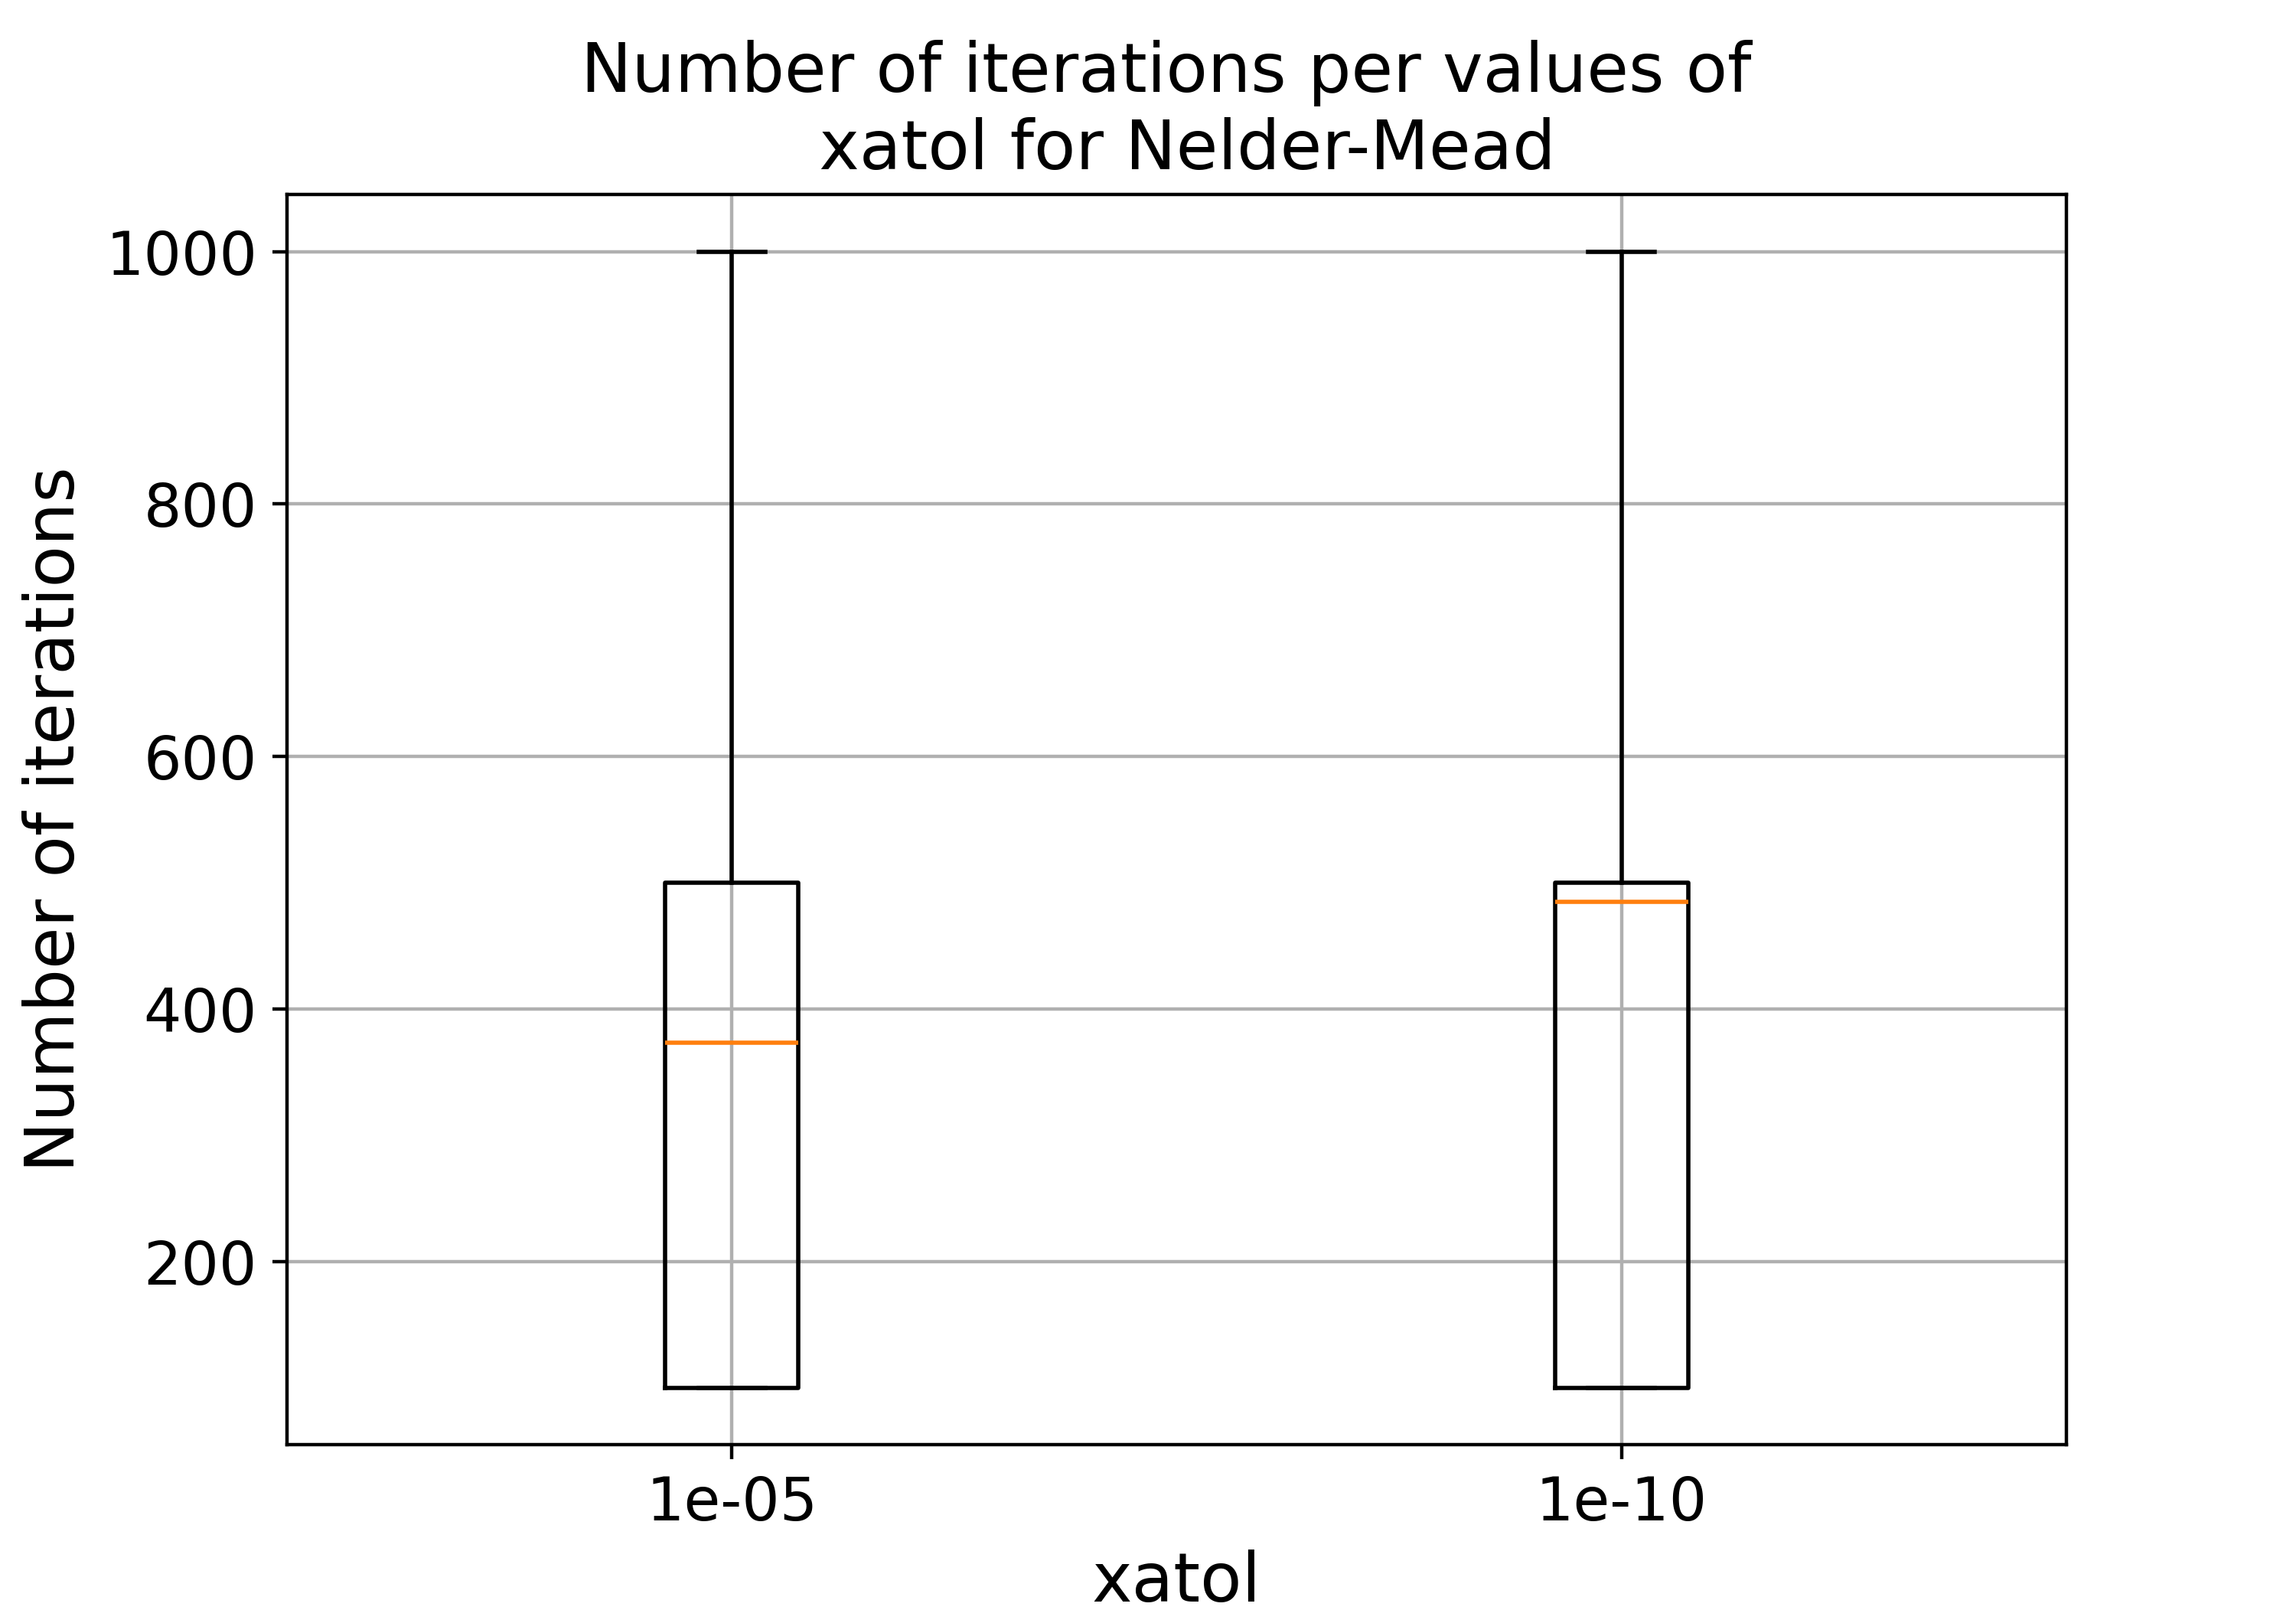 Number of iterations per values of
xatol for Nelder-Mead
Number of iterations
1000
800
600
400
200
1e-05
1e-10
xatol